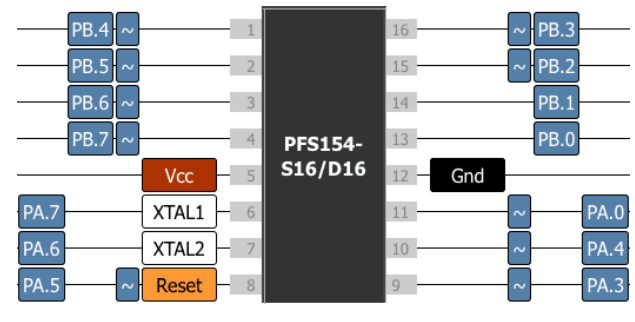 PB.4 ~ 1 16 ~ PB.3
PB.5 ~ 2 15 ~ PB.2
PB.6 ~ 3 14 PB.1
PB.7 ~ 4 13 PB.0
PFS154-
S16/D16
Vcc 5 12 Gnd
PA.7 XTAL1 6 11 ~ PA.0
PA.6 XTAL2 7 10 ~ PA.4
PA.5 ~ Reset 8 9 ~ PA.3